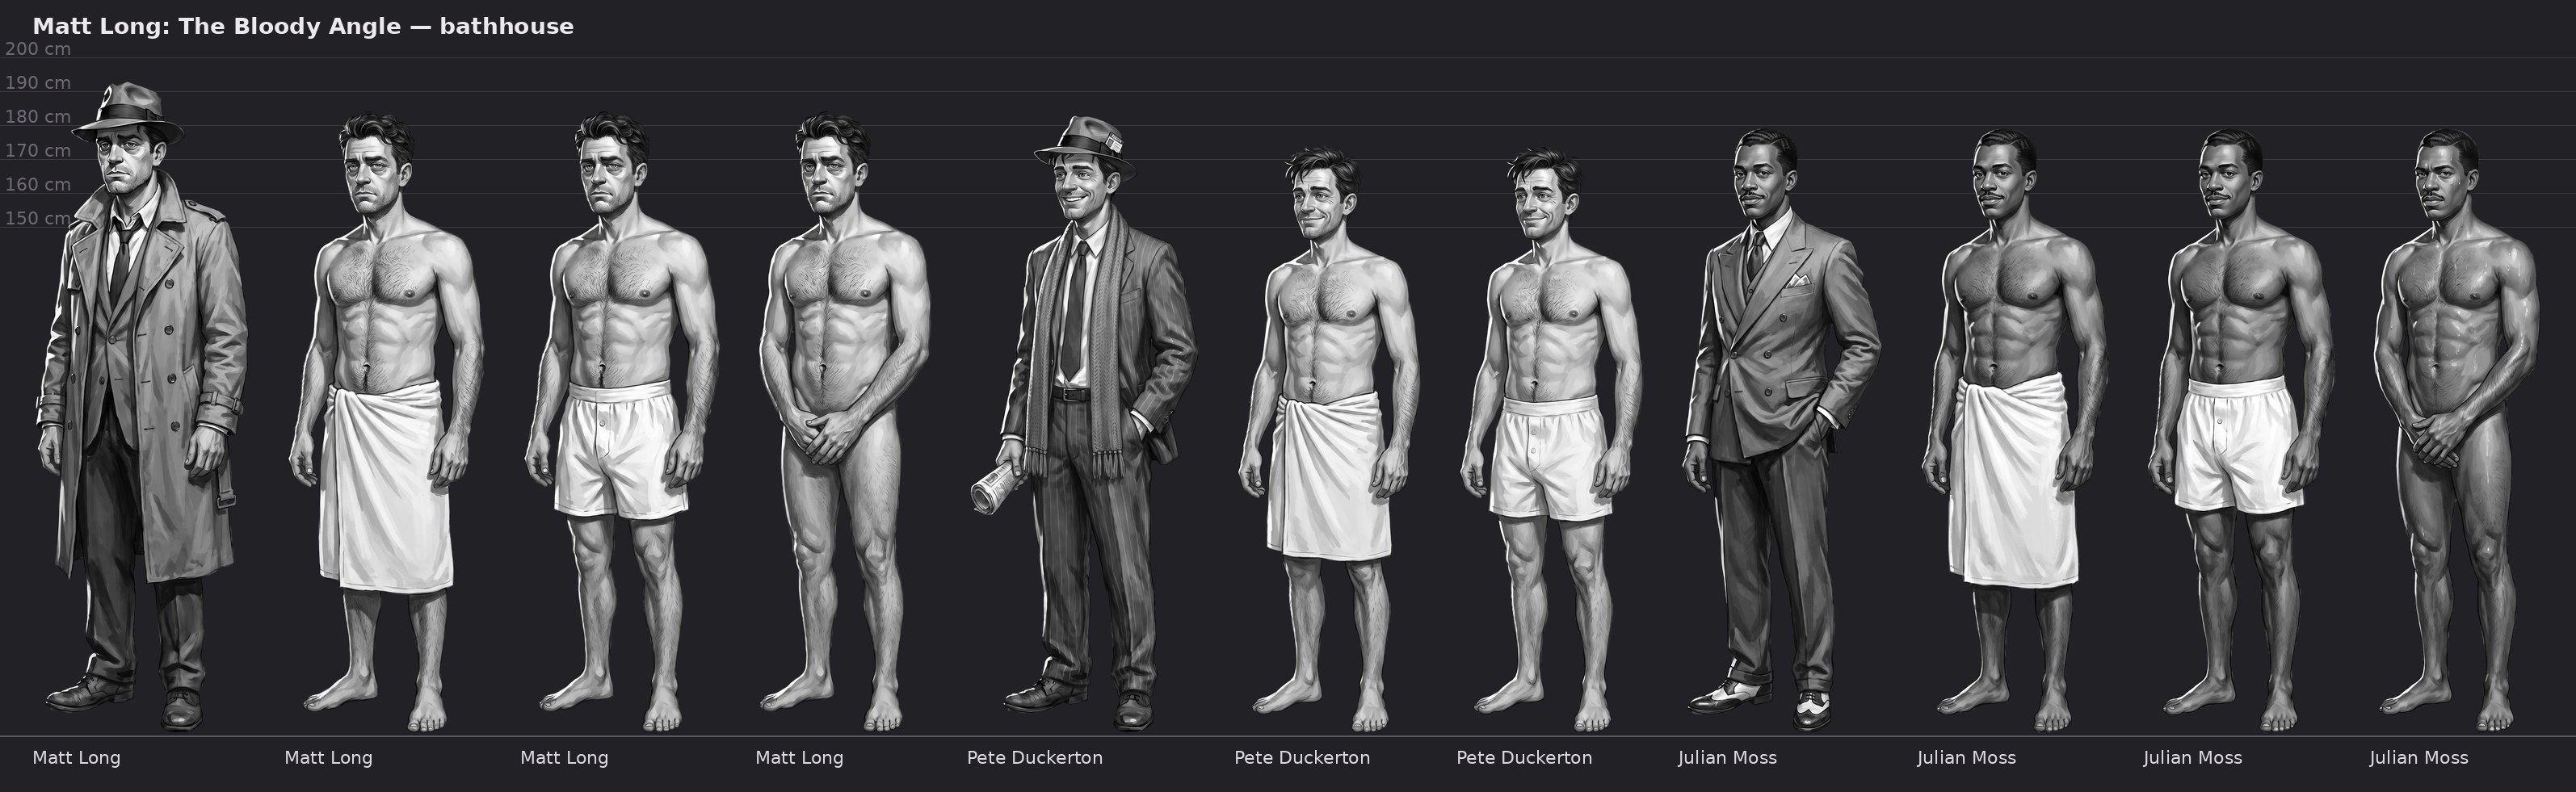 Matt Long: The Bloody Angle — bathhouse
200 cm
190 cm
180 cm
170 cm
160 cm
150 cm
Matt Long
Matt Long
Matt Long
Matt Long
Pete Duckerton
Pete Duckerton
Pete Duckerton
Julian Moss
Julian Moss
Julian Moss
Julian Moss